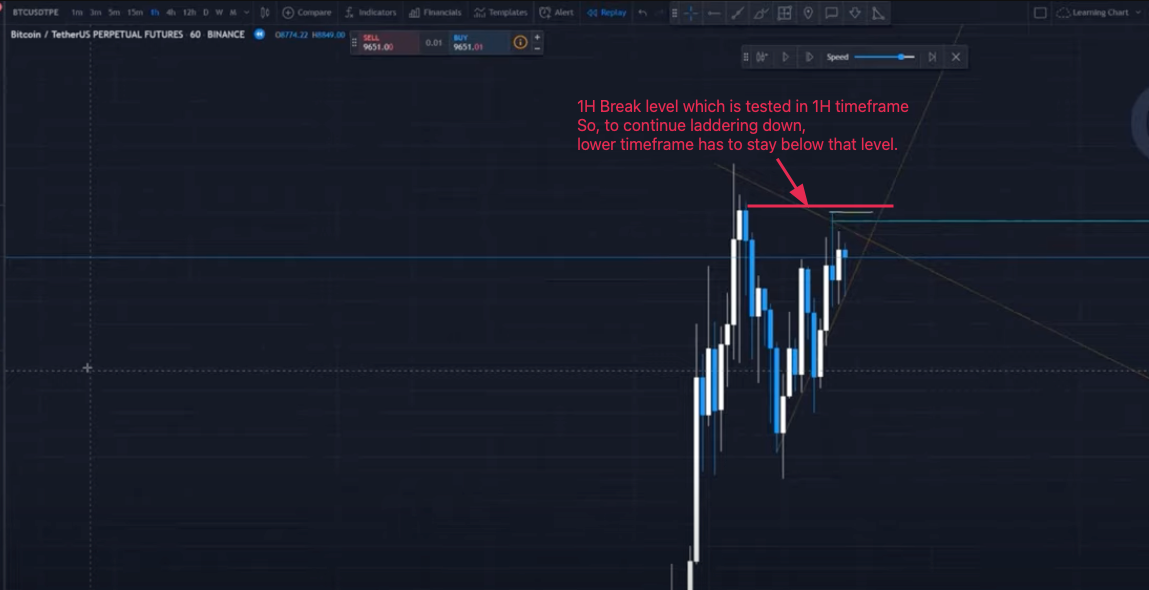 BTCUSDTPE 1m 3m 5m 15m 1h 4h 12h D W M Compare Indicators Financials Templates Alert Replay Learning Chart
Bitcoin / TetherUS PERPETUAL FUTURES · 60 · BINANCE O8774.22 H8849.00
SELL 9651.00 0.01 BUY 9651.01
Speed
1H Break level which is tested in 1H timeframe
So, to continue laddering down,
lower timeframe has to stay below that level.